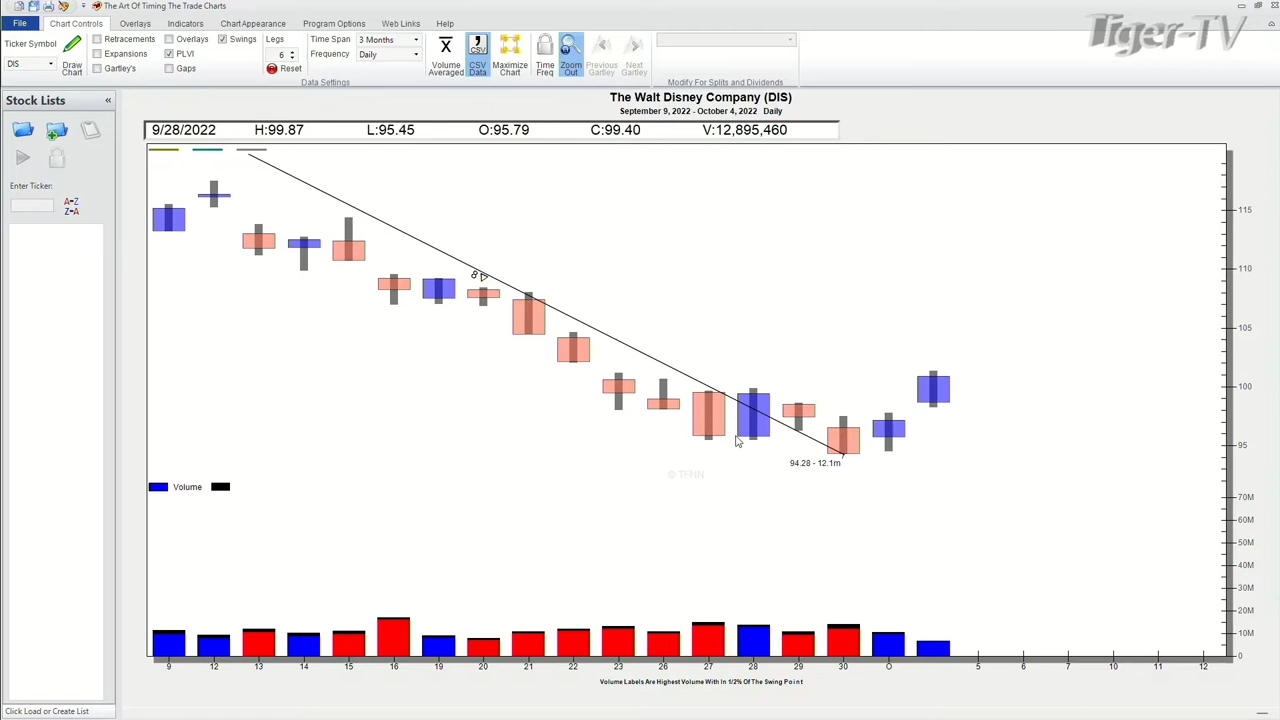 The Art Of Timing The Trade Charts
Tiger-TV
File
Chart Controls
Overlays
Indicators
Chart Appearance
Program Options
Web Links
Help
Ticker Symbol
DIS
Draw Chart
Retracements
Expansions
Gartley's
Overlays
PLVI
Gaps
Swings
Legs
6
Reset
Time Span
3 Months
Frequency
Daily
Data Settings
Volume Averaged
CSV Data
Maximize Chart
Time Freq
Zoom Out
Previous Gartley
Next Gartley
Modify For Splits and Dividends
Stock Lists
«
Enter Ticker:
A-Z
Z-A
Click Load or Create List
The Walt Disney Company (DIS)
September 9, 2022 - October 4, 2022 Daily
9/28/2022 H:99.87 L:95.45 O:95.79 C:99.40 V:12,895,460
115
110
105
100
95
8
94.28 - 12.1m
© TFNN
Volume
70M
60M
50M
40M
30M
20M
10M
0
9 12 13 14 15 16 19 20 21 22 23 26 27 28 29 30 O 5 6 7 10 11 12
Volume Labels Are Highest Volume With In 1/2% Of The Swing Point